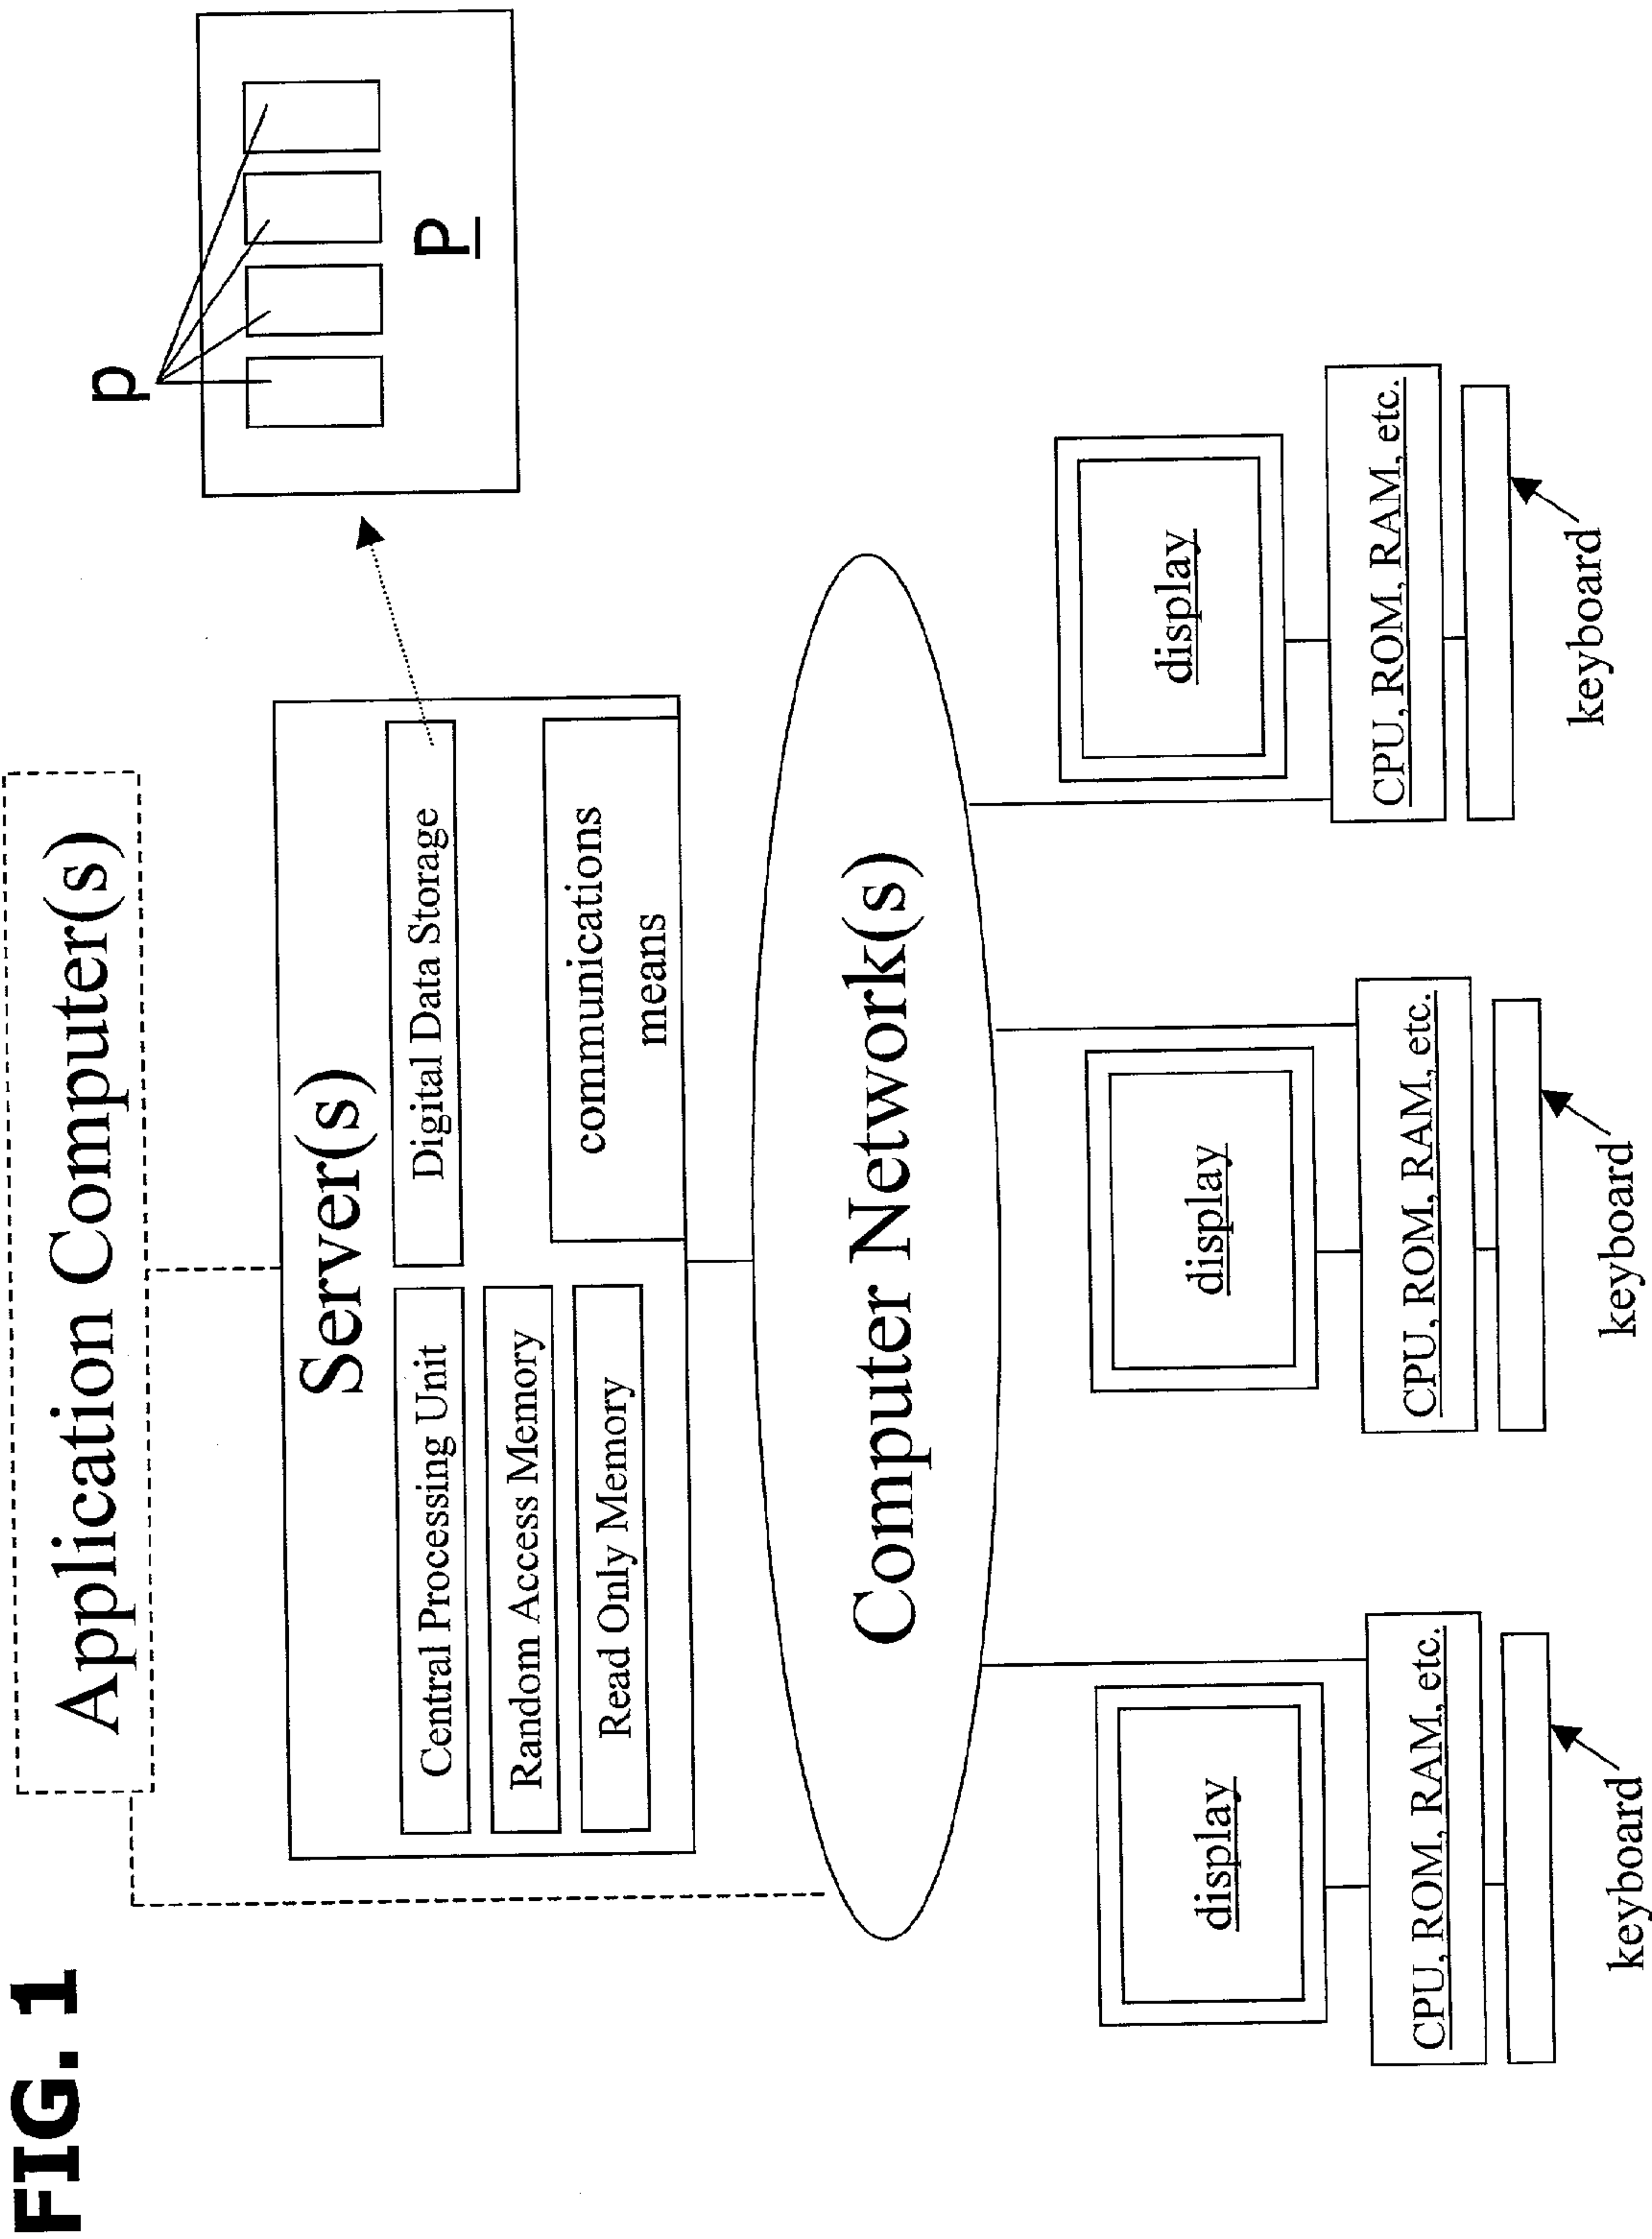 FIG. 1
Application Computer(s)
Server(s)
Central Processing Unit
Random Access Memory
Read Only Memory
Digital Data Storage
communications
means
p
P
Computer Network(s)
display
CPU, ROM, RAM, etc.
keyboard
display
CPU, ROM, RAM, etc.
keyboard
display
CPU, ROM, RAM, etc.
keyboard